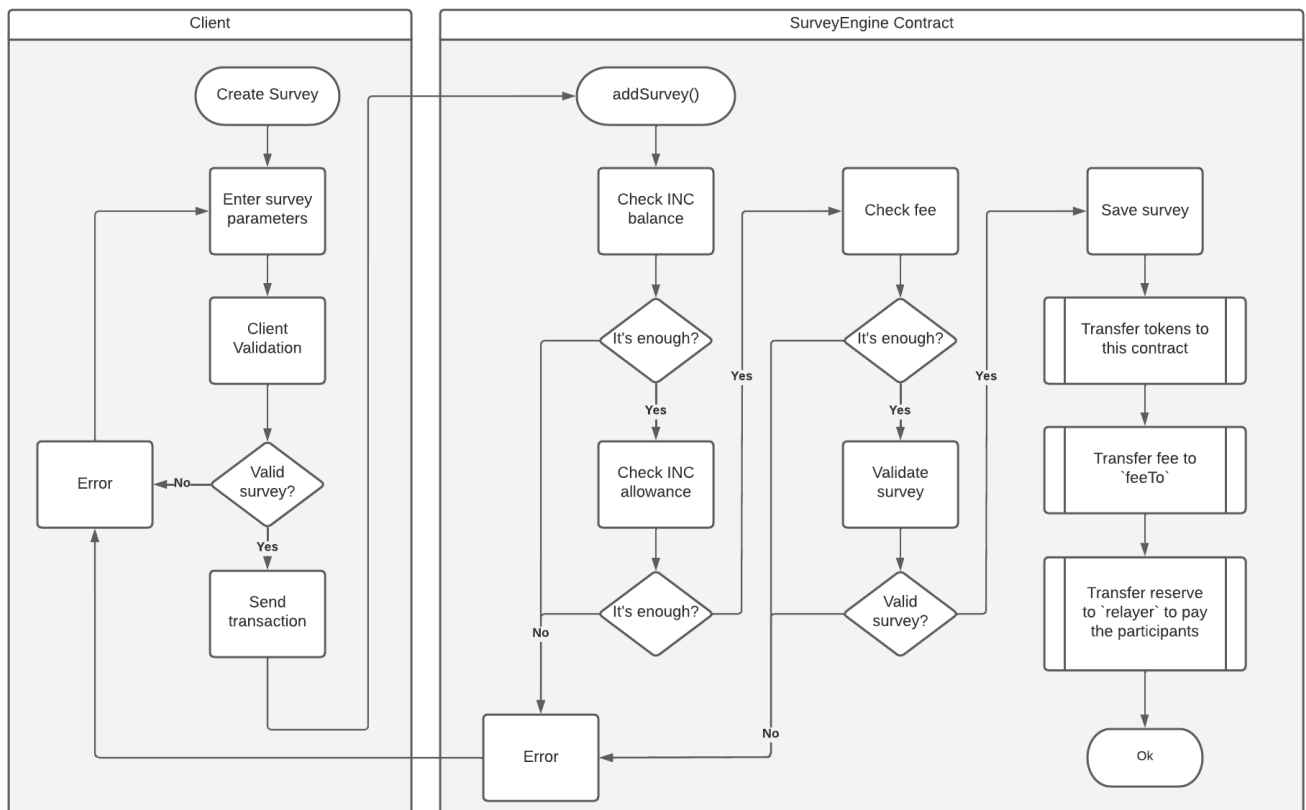 Client
SurveyEngine Contract
Create Survey
Enter survey
parameters
Client
Validation
Valid
survey?
No
Error
Yes
Send
transaction
addSurvey()
Check INC
balance
It's enough?
Yes
Check INC
allowance
It's enough?
No
Error
Yes
Check fee
It's enough?
Yes
Validate
survey
Valid
survey?
No
Yes
Save survey
Transfer tokens to
this contract
Transfer fee to
`feeTo`
Transfer reserve
to `relayer` to pay
the participants
Ok